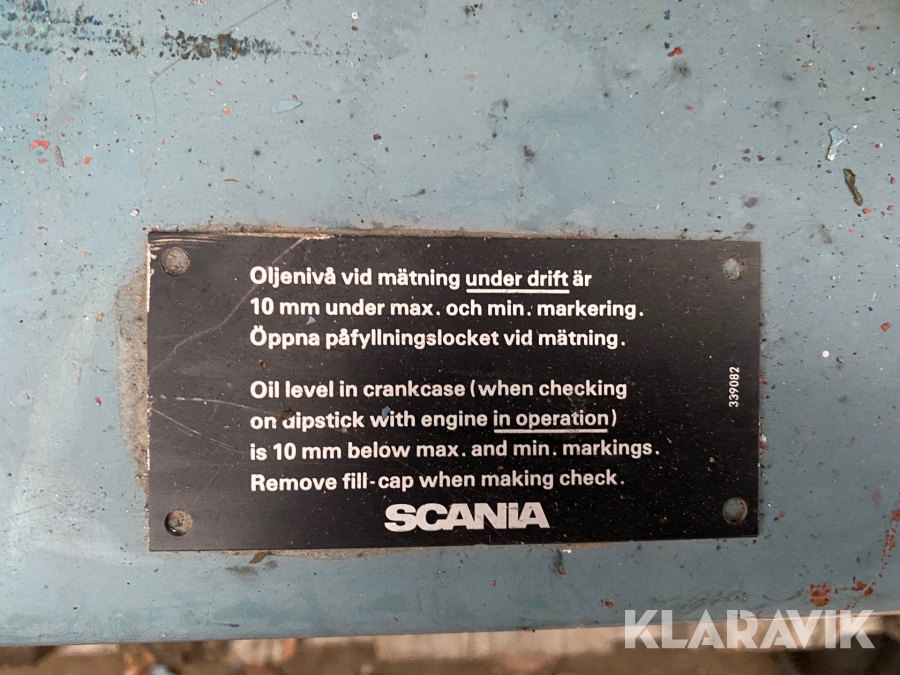 Oljenivå vid mätning under drift är
10 mm under max. och min. markering.
Öppna påfyllningslocket vid mätning.
Oil level in crankcase (when checking
on dipstick with engine in operation)
is 10 mm below max. and min. markings.
Remove fill-cap when making check.
SCANIA
339082
KLARAVIK